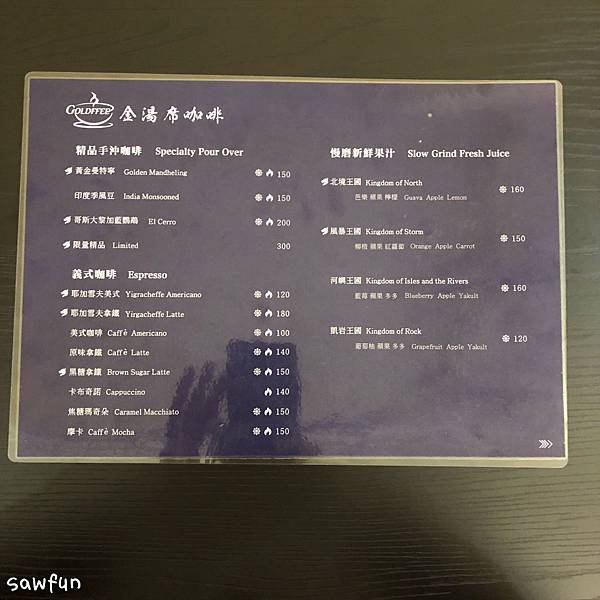 GOLDFFEE 金湯席咖啡
精品手沖咖啡 Specialty Pour Over
黃金曼特寧 Golden Mandheling 150
印度季風豆 India Monsooned 150
哥斯大黎加藍鸚鵡 El Cerro 200
限量精品 Limited 300
義式咖啡 Espresso
耶加雪夫美式 Yirgracheffe Americano 120
耶加雪夫拿鐵 Yirgacheffe Latte 180
美式咖啡 Caffè Americano 100
原味拿鐵 Caffè Latte 140
黑糖拿鐵 Brown Sugar Latte 150
卡布奇諾 Cappuccino 140
焦糖瑪奇朵 Caramel Macchiato 150
摩卡 Caffè Mocha 150
慢磨新鮮果汁 Slow Grind Fresh Juice
北境王國 Kingdom of North 160
芭樂 蘋果 檸檬 Guava Apple Lemon
風暴王國 Kingdom of Storm 150
柳橙 蘋果 紅蘿蔔 Orange Apple Carrot
河嶼王國 Kingdom of Isles and the Rivers 160
藍莓 蘋果 多多 Blueberry Apple Yakult
凱岩王國 Kingdom of Rock 120
葡萄柚 蘋果 多多 Grapefruit Apple Yakult
sawfun